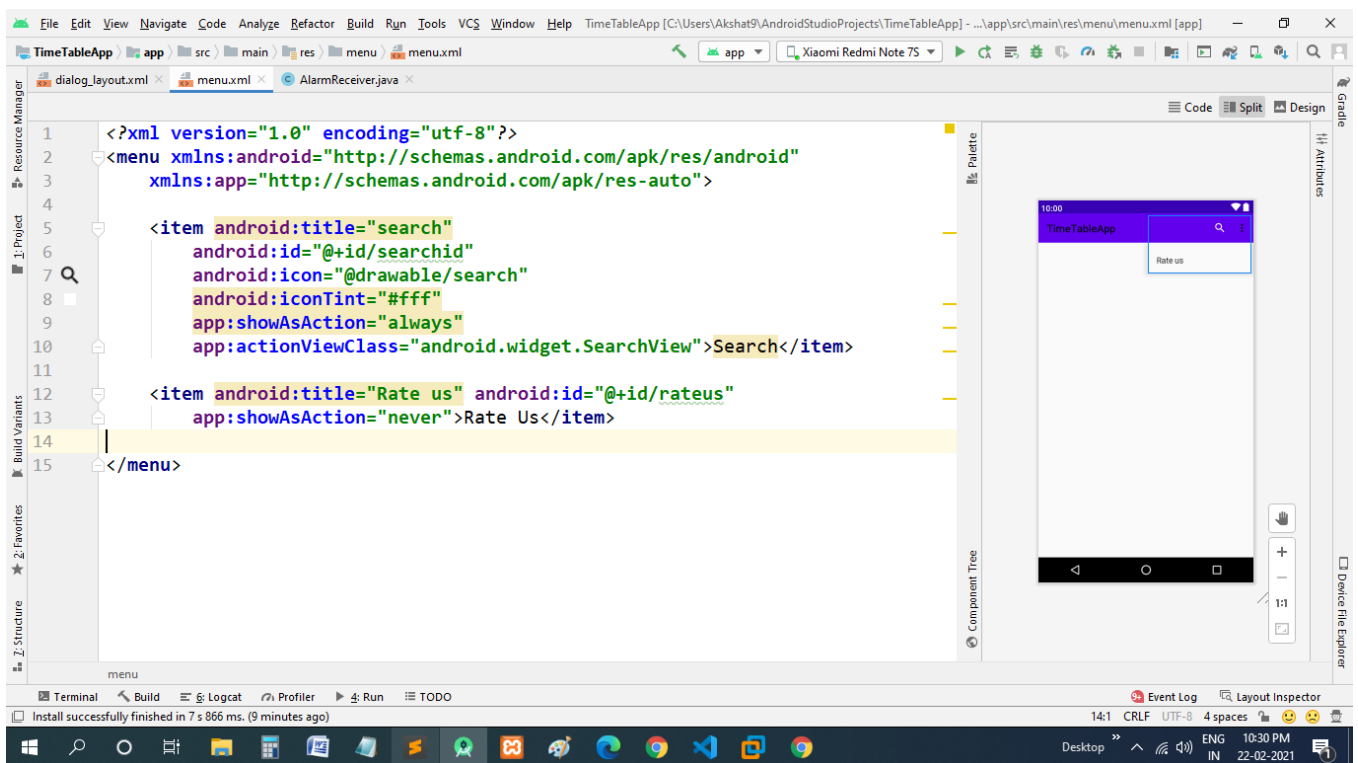 File Edit View Navigate Code Analyze Refactor Build Run Tools VCS Window Help TimeTableApp [C:\Users\Akshat9\AndroidStudioProjects\TimeTableApp] - ...\app\src\main\res\menu\menu.xml [app]
TimeTableApp app src main res menu menu.xml app Xiaomi Redmi Note 7S
dialog_layout.xml menu.xml AlarmReceiver.java
Code Split Design
Resource Manager
1: Project
Build Variants
2: Favorites
7: Structure
1 <?xml version="1.0" encoding="utf-8"?>
2 <menu xmlns:android="http://schemas.android.com/apk/res/android"
3 xmlns:app="http://schemas.android.com/apk/res-auto">
4
5 <item android:title="search"
6 android:id="@+id/searchid"
7 android:icon="@drawable/search"
8 android:iconTint="#fff"
9 app:showAsAction="always"
10 app:actionViewClass="android.widget.SearchView">Search</item>
11
12 <item android:title="Rate us" android:id="@+id/rateus"
13 app:showAsAction="never">Rate Us</item>
14
15 </menu>
Palette
Component Tree
10:00
TimeTableApp
Rate us
1:1
Gradle
Attributes
Device File Explorer
menu
Terminal Build 6: Logcat Profiler 4: Run TODO 9+ Event Log Layout Inspector
Install successfully finished in 7 s 866 ms. (9 minutes ago) 14:1 CRLF UTF-8 4 spaces
Desktop ENG 10:30 PM
IN 22-02-2021